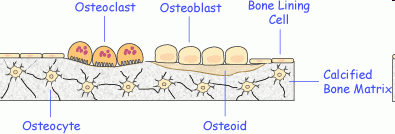 Osteoclast
Osteoblast
Bone Lining
Cell
Calcified
Bone Matrix
Osteocyte
Osteoid